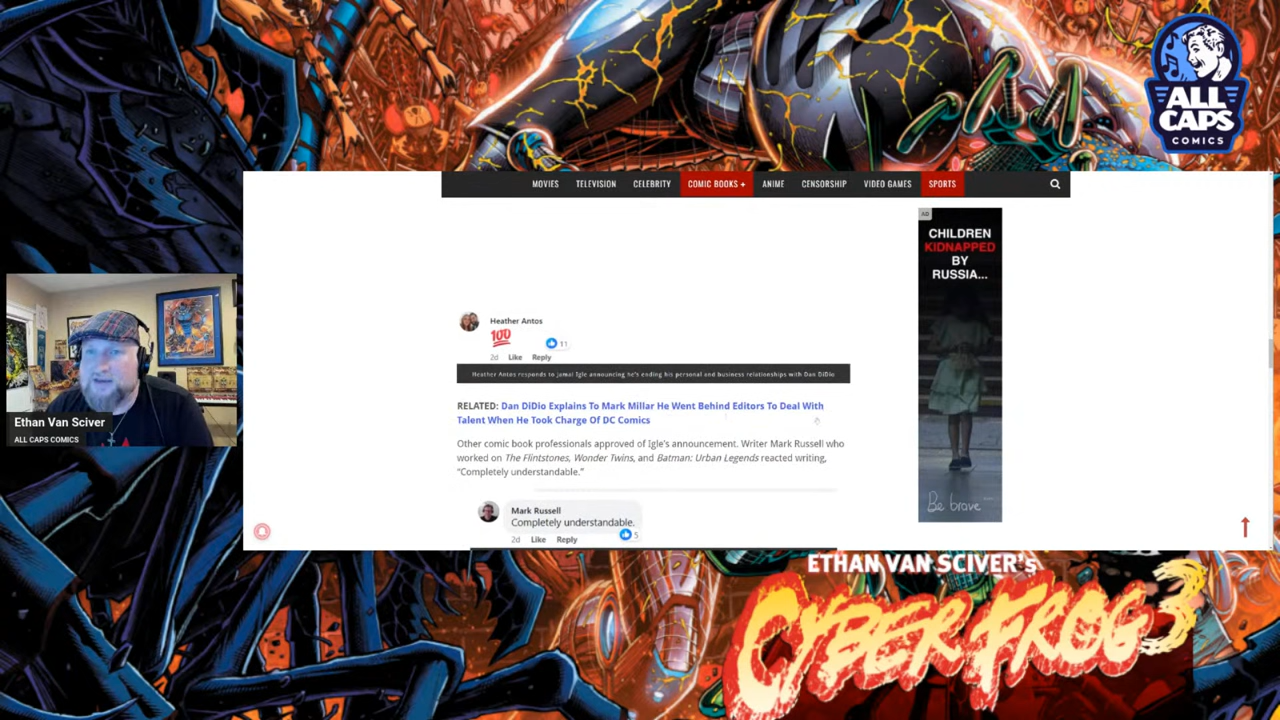 ALL
CAPS
COMICS
MOVIES TELEVISION CELEBRITY COMIC BOOKS + ANIME CENSORSHIP VIDEO GAMES SPORTS
AD
CHILDREN
KIDNAPPED
BY
RUSSIA...
Be brave
Heather Antos
100
11
2d Like Reply
Heather Antos responds to Jamal Igle announcing he's ending his personal and business relationships with Dan DiDio
RELATED: Dan DiDio Explains To Mark Millar He Went Behind Editors To Deal With
Talent When He Took Charge Of DC Comics
Other comic book professionals approved of Igle's announcement. Writer Mark Russell who
worked on The Flintstones, Wonder Twins, and Batman: Urban Legends reacted writing,
"Completely understandable."
Mark Russell
Completely understandable.
2d Like Reply
5
Ethan Van Sciver
ALL CAPS COMICS
ETHAN VAN SCIVER's
CYBERFROG 3